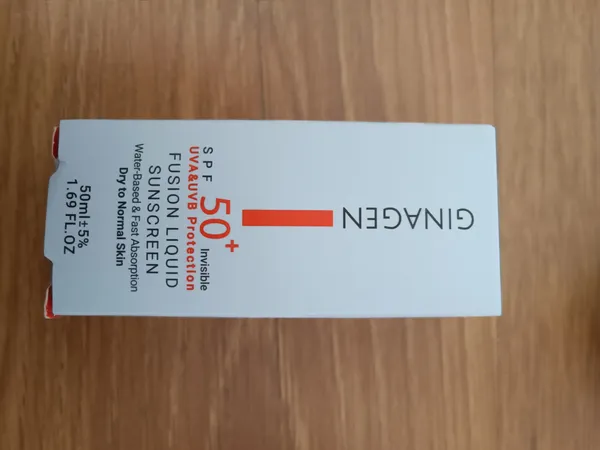 GINAGEN
SPF 50+ Invisible
UVA&UVB Protection
FUSION LIQUID
SUNSCREEN
Water-Based & Fast Absorption
Dry to Normal Skin
50ml±5%
1.69 FL.OZ